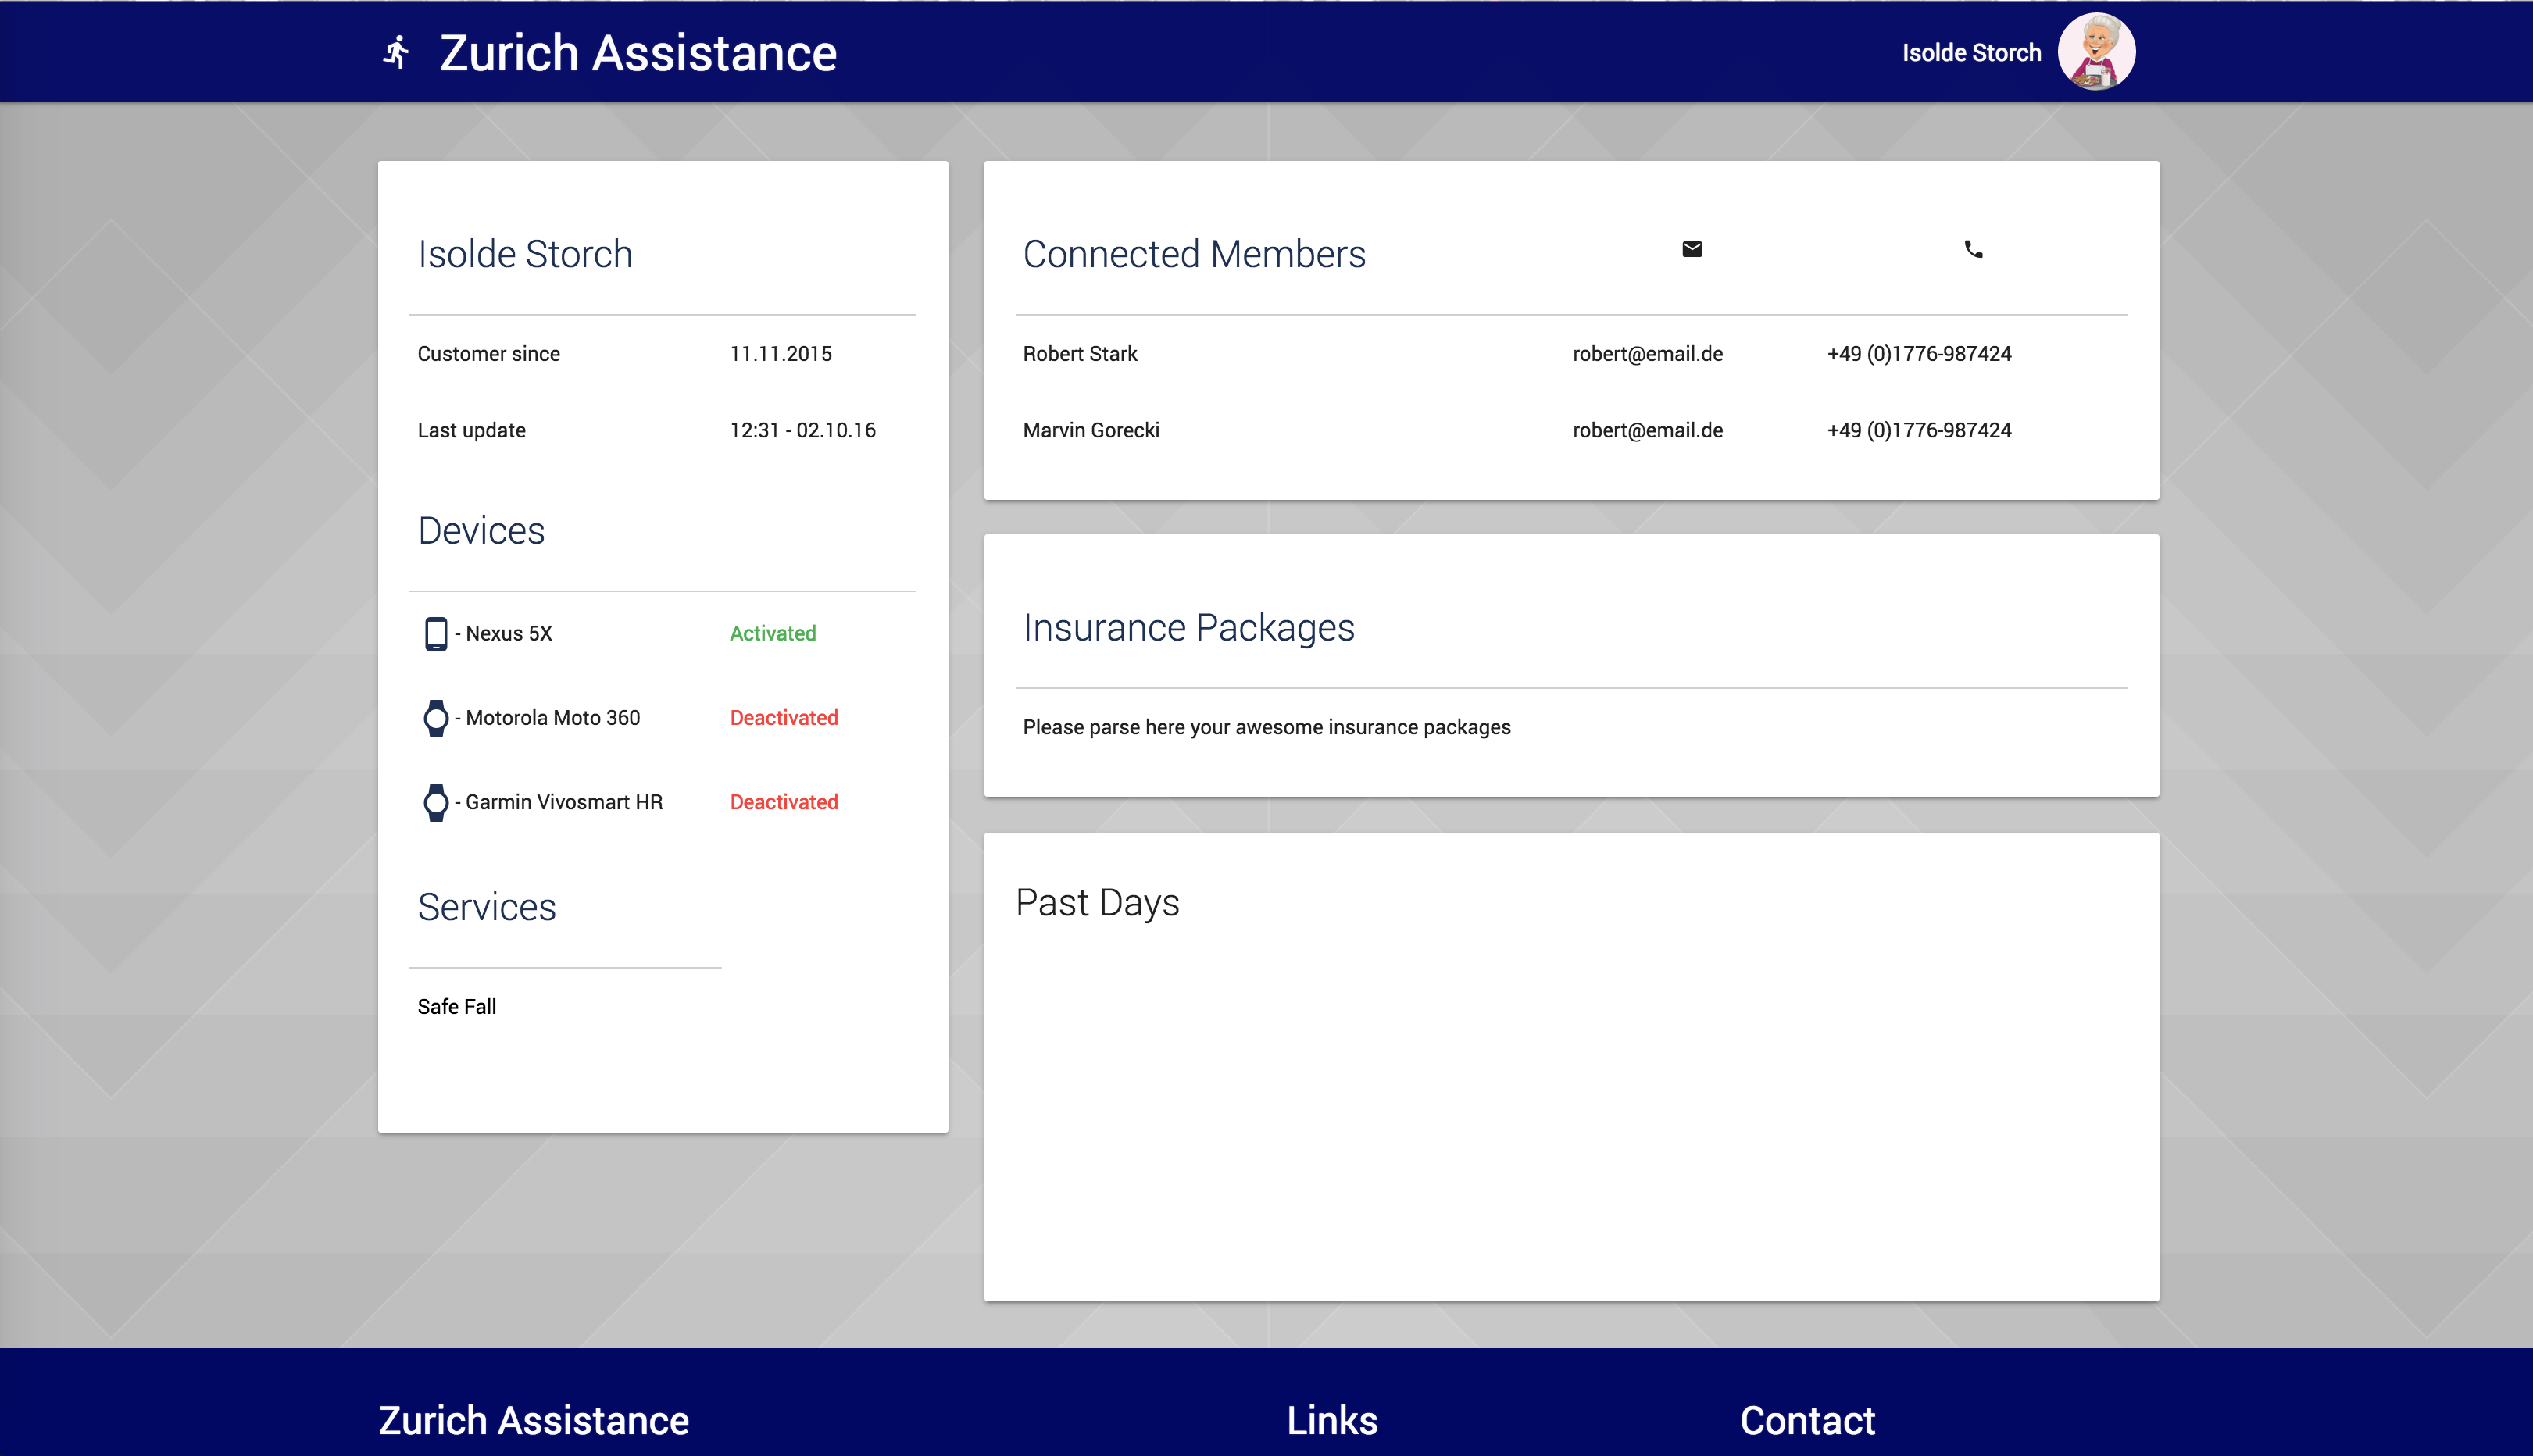 Zurich Assistance
Isolde Storch
Isolde Storch
Customer since 11.11.2015
Last update 12:31 - 02.10.16
Devices
- Nexus 5X Activated
- Motorola Moto 360 Deactivated
- Garmin Vivosmart HR Deactivated
Services
Safe Fall
Connected Members
Robert Stark robert@email.de +49 (0)1776-987424
Marvin Gorecki robert@email.de +49 (0)1776-987424
Insurance Packages
Please parse here your awesome insurance packages
Past Days
Zurich Assistance
Links
Contact